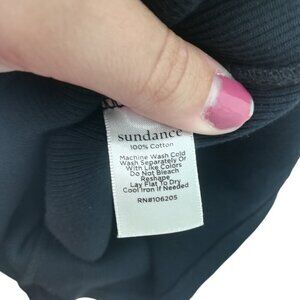 sundance
100% Cotton
Machine Wash Cold
Wash Separately Or
With Like Colors
Do Not Bleach
Reshape
Lay Flat To Dry
Cool Iron If Needed
RN#106205